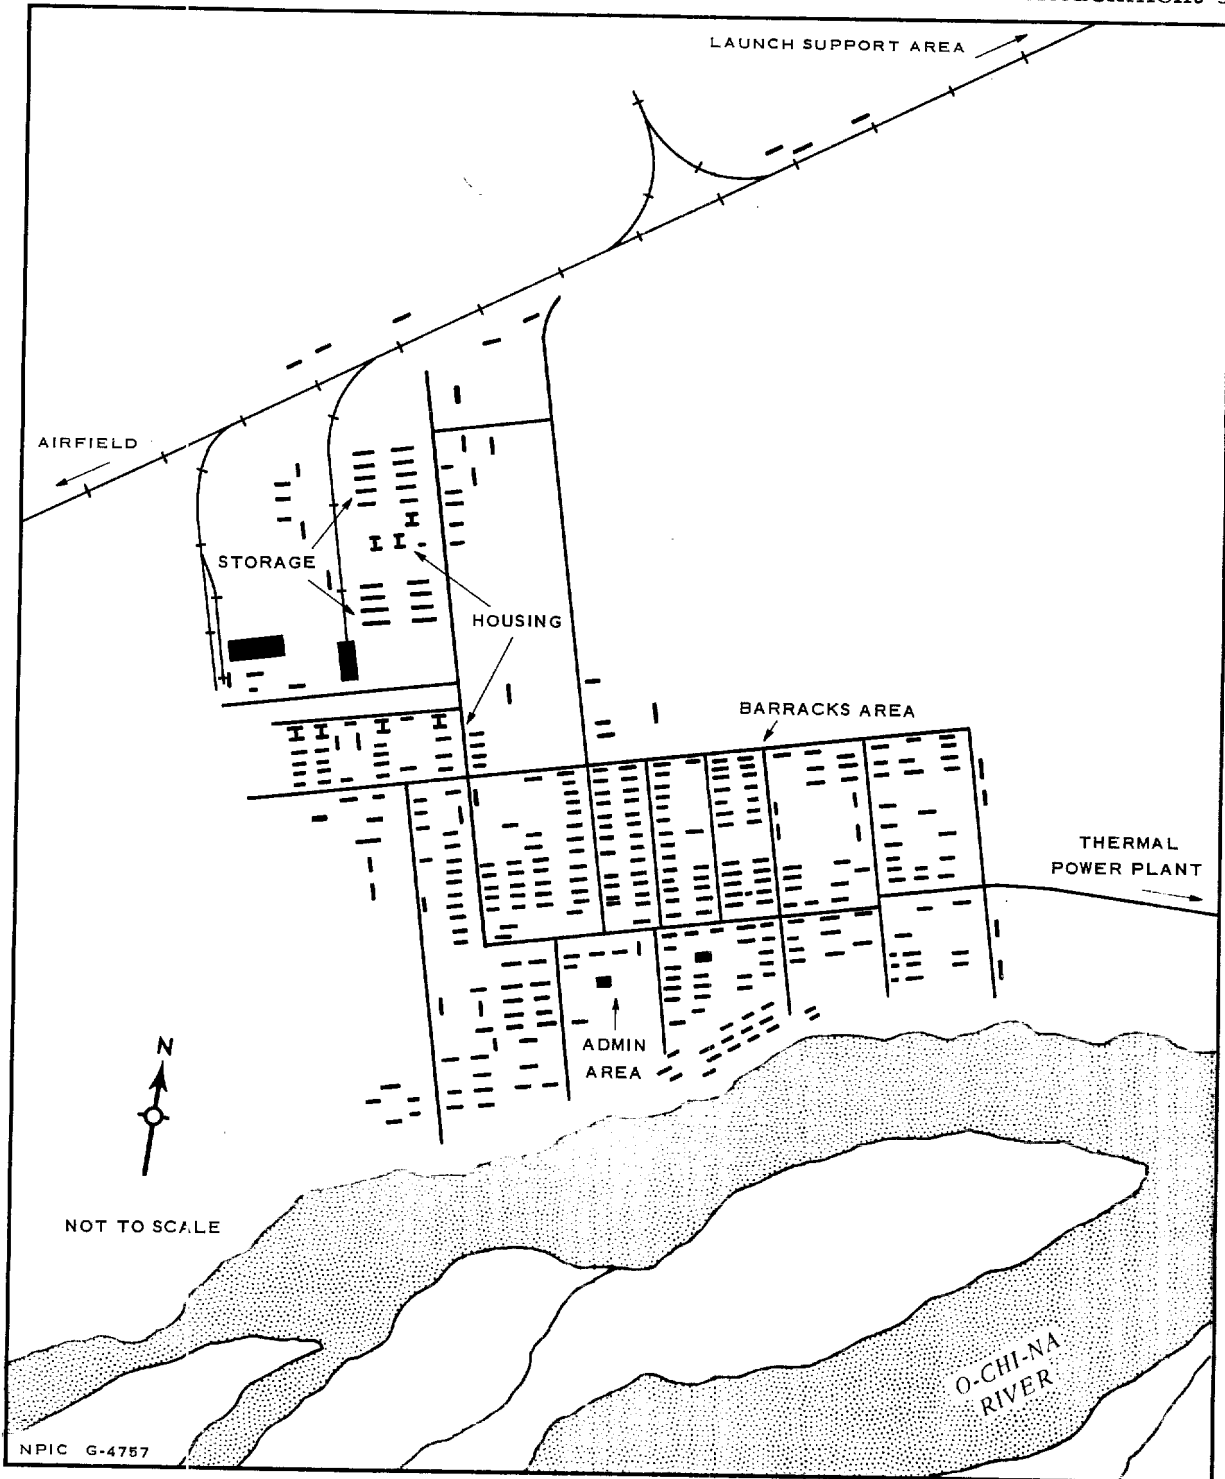 LAUNCH SUPPORT AREA
AIRFIELD
STORAGE
HOUSING
BARRACKS AREA
THERMAL
POWER PLANT
ADMIN
AREA
N
NOT TO SCALE
O-CHI-NA
RIVER
NPIC G-4757